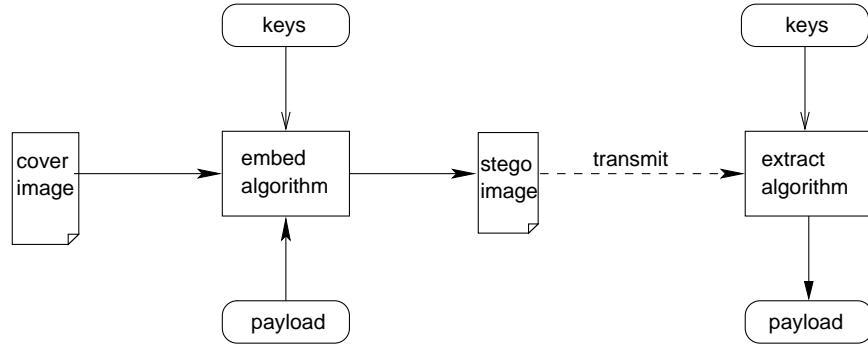 keys
keys
cover
image
embed
algorithm
stego
image
transmit
extract
algorithm
payload
payload